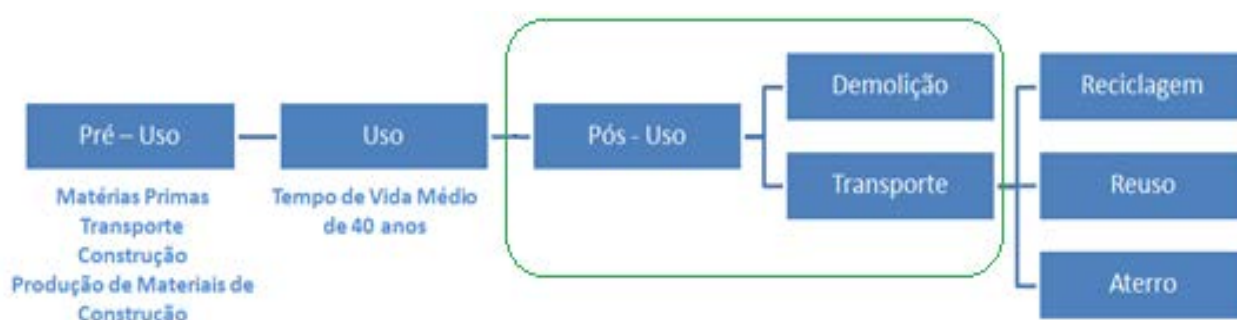 Pré – Uso
Matérias Primas
Transporte
Construção
Produção de Materiais de
Construção
Uso
Tempo de Vida Médio
de 40 anos
Pós - Uso
Demolição
Transporte
Reciclagem
Reuso
Aterro